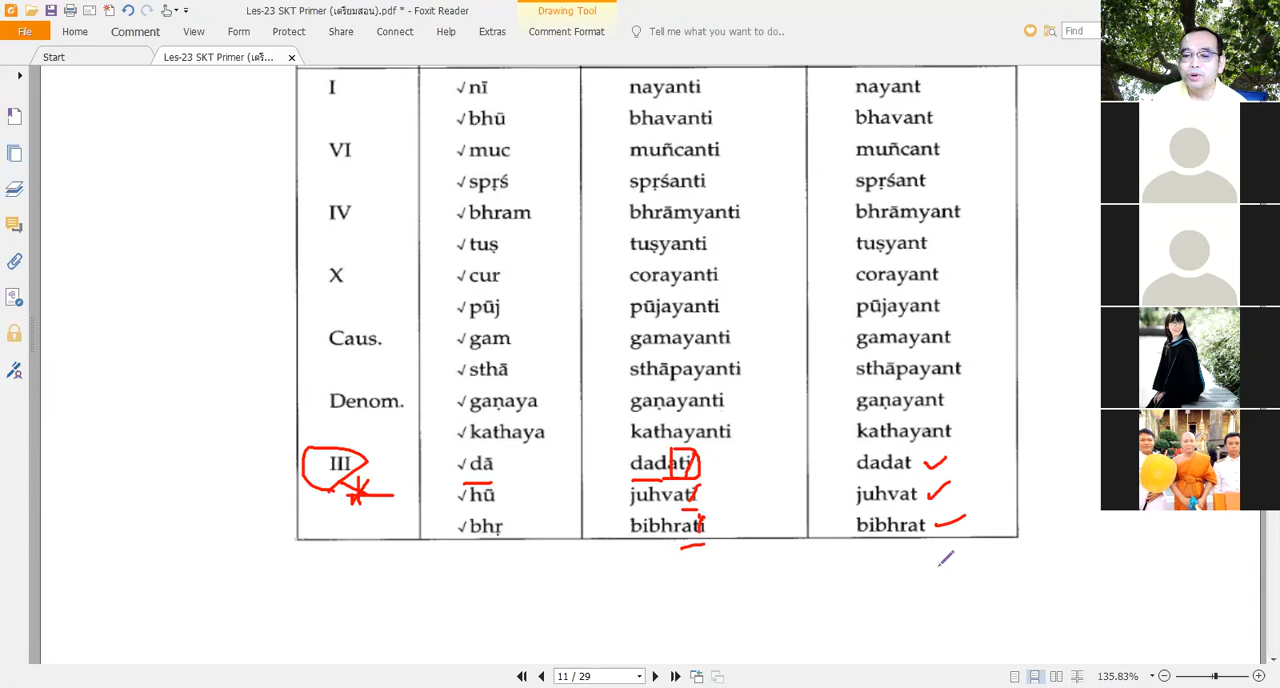 Les-23 SKT Primer (เตรียมสอน).pdf * - Foxit Reader
Drawing Tool
File Home Comment View Form Protect Share Connect Help Extras Comment Format Tell me what you want to do.. Find
Start Les-23 SKT Primer (เตรี...
I √nī nayanti nayant
√bhū bhavanti bhavant
VI √muc muñcanti muñcant
√spṛś spṛśanti spṛśant
IV √bhram bhrāmyanti bhrāmyant
√tuṣ tuṣyanti tuṣyant
X √cur corayanti corayant
√pūj pūjayanti pūjayant
Caus. √gam gamayanti gamayant
√sthā sthāpayanti sthāpayant
Denom. √gaṇaya gaṇayanti gaṇayant
√kathaya kathayanti kathayant
III √dā dadati dadat
√hū juhvati juhvat
√bhṛ bibhrati bibhrat
11 / 29 135.83%